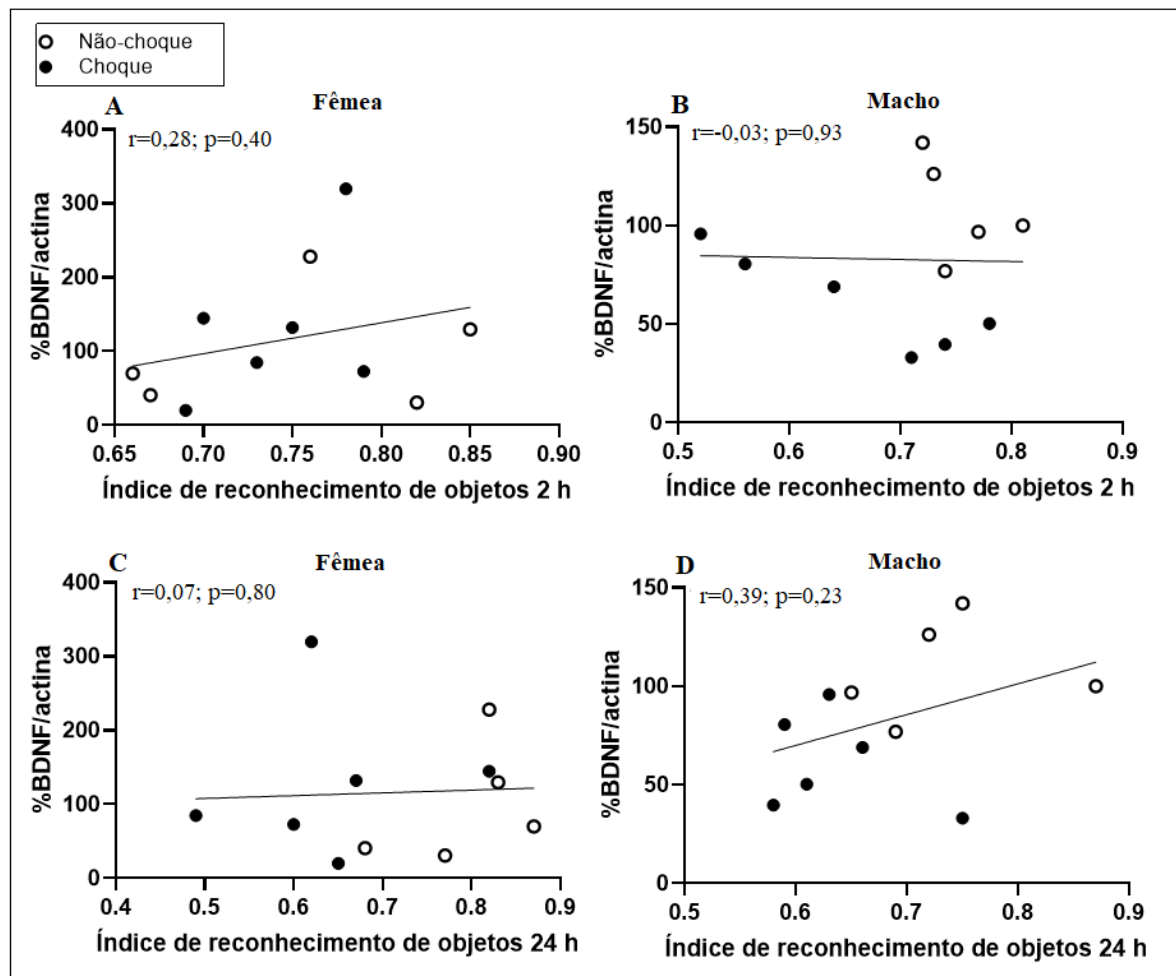 Não-choque
Choque
A
Fêmea
r=0,28; p=0,40
400
300
200
100
0
%BDNF/actina
0.65 0.70 0.75 0.80 0.85 0.90
Índice de reconhecimento de objetos 2 h
B
Macho
r=-0,03; p=0,93
150
100
50
0
%BDNF/actina
0.5 0.6 0.7 0.8 0.9
Índice de reconhecimento de objetos 2 h
C
Fêmea
r=0,07; p=0,80
400
300
200
100
0
%BDNF/actina
0.4 0.5 0.6 0.7 0.8 0.9
Índice de reconhecimento de objetos 24 h
D
Macho
r=0,39; p=0,23
150
100
50
0
%BDNF/actina
0.5 0.6 0.7 0.8 0.9
Índice de reconhecimento de objetos 24 h